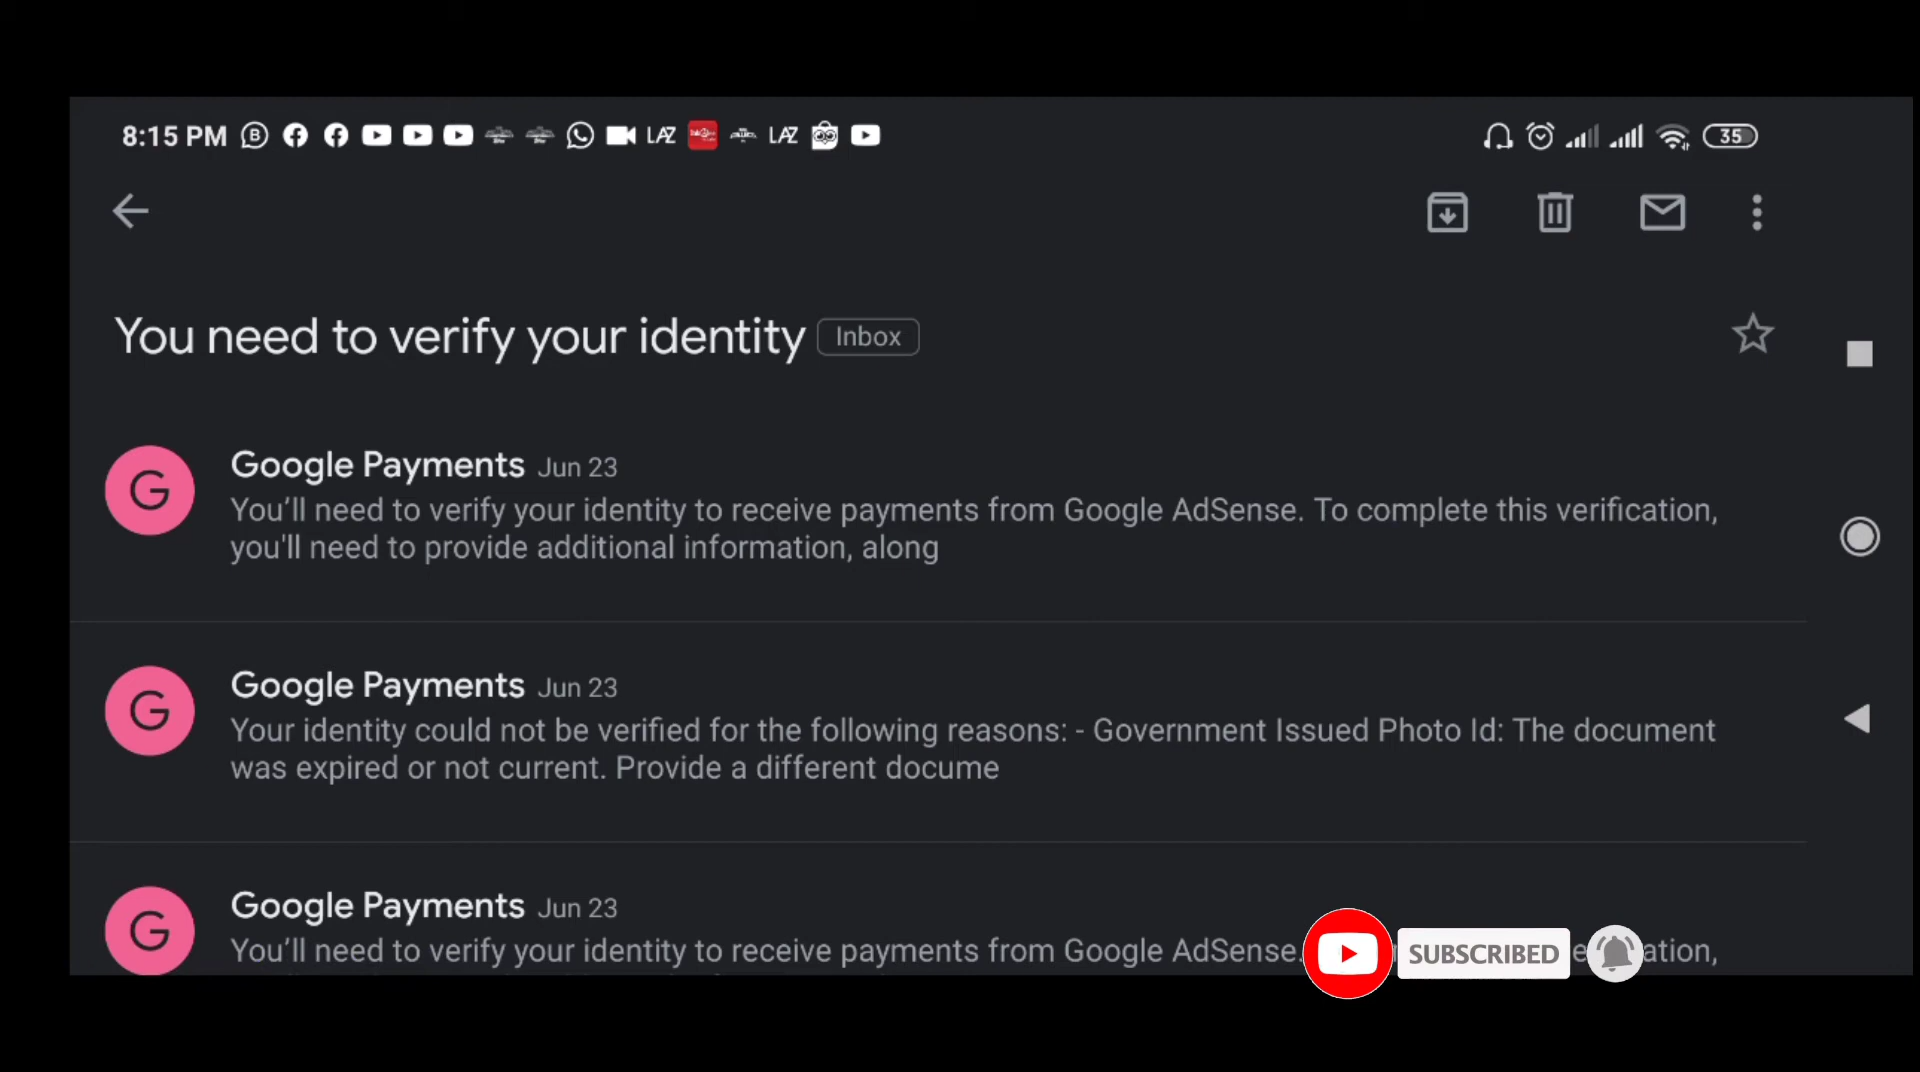 8:15 PM LAZ LAZ 35
You need to verify your identity Inbox
Google Payments Jun 23
You’ll need to verify your identity to receive payments from Google AdSense. To complete this verification,
you'll need to provide additional information, along
Google Payments Jun 23
Your identity could not be verified for the following reasons: - Government Issued Photo Id: The document
was expired or not current. Provide a different docume
Google Payments Jun 23
You’ll need to verify your identity to receive payments from Google AdSense. ation,
SUBSCRIBED